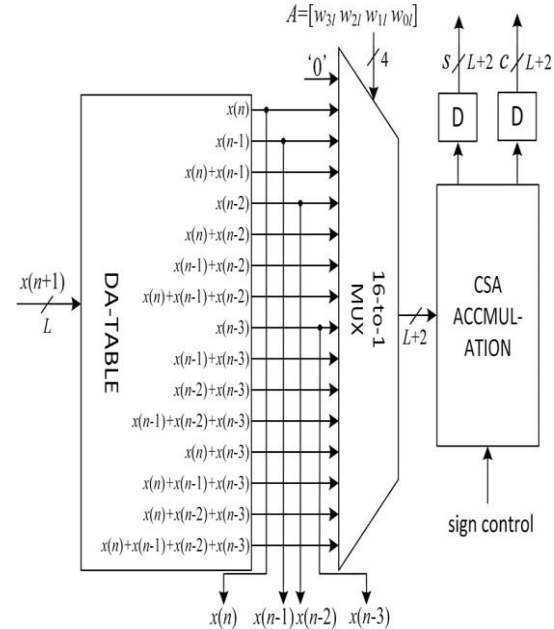 A=[w3l w2l w1l w0l]
4
'0'
S L+2 C L+2
D D
x(n)
x(n-1)
x(n)+x(n-1)
x(n-2)
x(n)+x(n-2)
x(n-1)+x(n-2)
x(n)+x(n-1)+x(n-2)
x(n-3)
x(n-1)+x(n-3)
x(n-2)+x(n-3)
x(n-1)+x(n-2)+x(n-3)
x(n)+x(n-3)
x(n)+x(n-1)+x(n-3)
x(n)+x(n-2)+x(n-3)
x(n)+x(n-1)+x(n-2)+x(n-3)
x(n+1)
L
DA-TABLE
16-to-1
MUX
L+2
CSA
ACCMUL-
ATION
sign control
x(n) x(n-1) x(n-2) x(n-3)